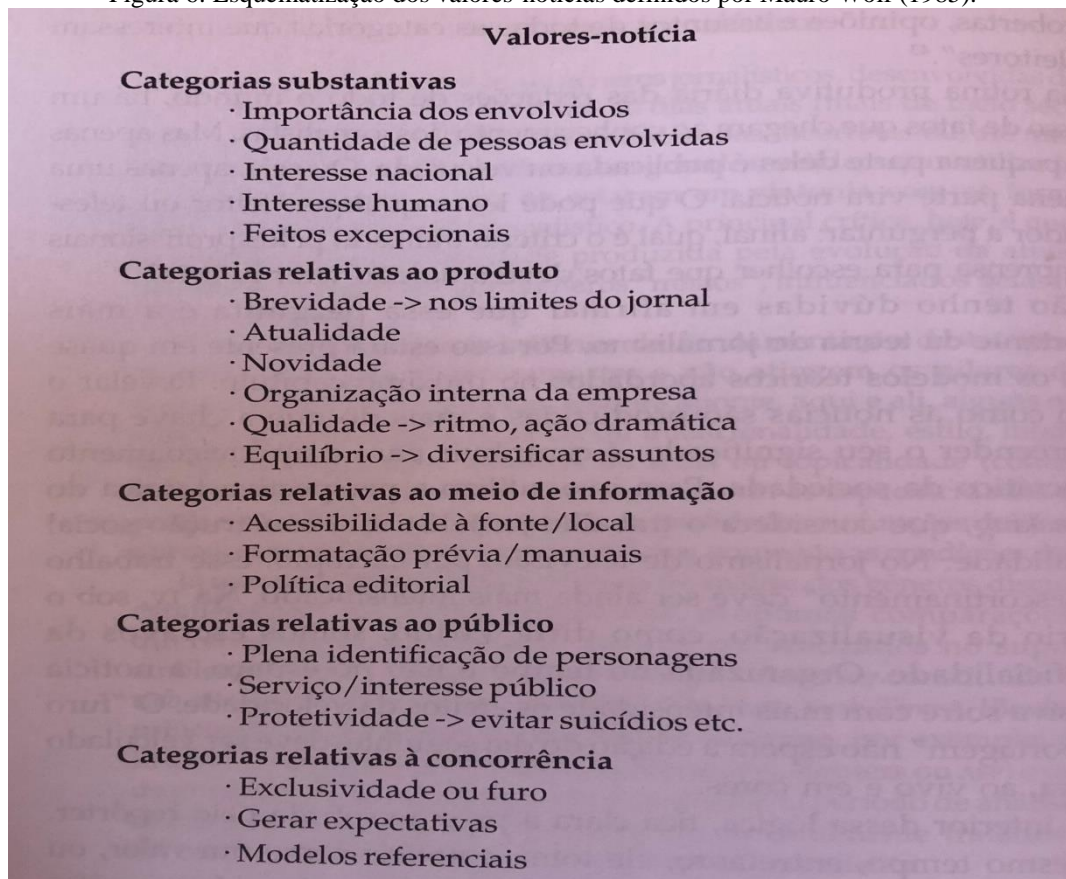 Figura 6: Esquematização dos valores-notícias definidos por Mauro Wolf (1985).
Valores-notícia
Categorias substantivas
· Importância dos envolvidos
· Quantidade de pessoas envolvidas
· Interesse nacional
· Interesse humano
· Feitos excepcionais
Categorias relativas ao produto
· Brevidade -> nos limites do jornal
· Atualidade
· Novidade
· Organização interna da empresa
· Qualidade -> ritmo, ação dramática
· Equilíbrio -> diversificar assuntos
Categorias relativas ao meio de informação
· Acessibilidade à fonte/local
· Formatação prévia/manuais
· Política editorial
Categorias relativas ao público
· Plena identificação de personagens
· Serviço/interesse público
· Protetividade -> evitar suicídios etc.
Categorias relativas à concorrência
· Exclusividade ou furo
· Gerar expectativas
· Modelos referenciais